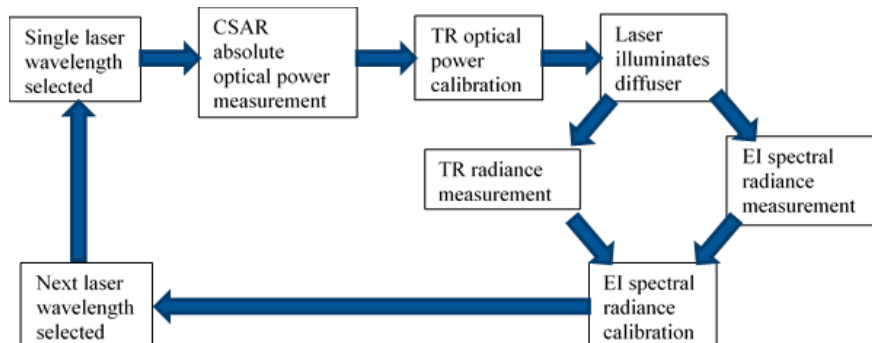 Single laser
wavelength
selected
CSAR
absolute
optical power
measurement
TR optical
power
calibration
Laser
illuminates
diffuser
TR radiance
measurement
EI spectral
radiance
measurement
EI spectral
radiance
calibration
Next laser
wavelength
selected